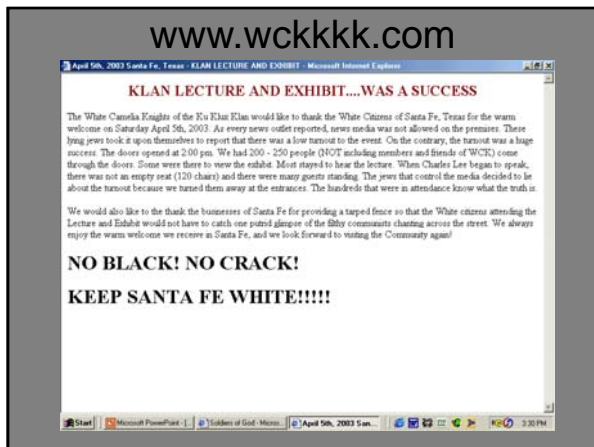 www.wckkkk.com
April 5th, 2003 Santa Fe, Texas - KLAN LECTURE AND EXHIBIT - Microsoft Internet Explorer
KLAN LECTURE AND EXHIBIT....WAS A SUCCESS
The White Camelia Knights of the Ku Klux Klan would like to thank the White Citizens of Santa Fe, Texas for the warm
welcome on Saturday April 5th, 2003. As every news outlet reported, news media was not allowed on the premises. These
lying jews took it upon themselves to report that there was a low turnout to the event. On the contrary, the turnout was a huge
success. The doors opened at 2:00 pm. We had 200 - 250 people (NOT including members and friends of WCK) come
through the doors. Some were there to view the exhibit. Most stayed to hear the lecture. When Charles Lee began to speak,
there was not an empty seat (120 chairs) and there were many guests standing. The jews that control the media decided to lie
about the turnout because we turned them away at the entrances. The hundreds that were in attendance know what the truth is.
We would also like to the thank the businesses of Santa Fe for providing a tarped fence so that the White citizens attending the
Lecture and Exhibit would not have to catch one putrid glimpse of the filthy communists chanting across the street. We always
enjoy the warm welcome we receive in Santa Fe, and we look forward to visiting the Community again!
NO BLACK! NO CRACK!
KEEP SANTA FE WHITE!!!!!
Start Microsoft PowerPoint - [... Soldiers of God - Micros... April 5th, 2003 San... 3:30 PM